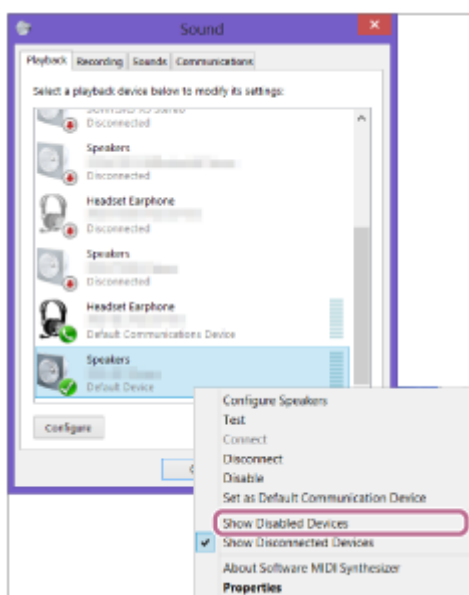 Sound
Playback Recording Sounds Communications
Select a playback device below to modify its settings:
Disconnected
Speakers
Disconnected
Headset Earphone
Disconnected
Speakers
Disconnected
Headset Earphone
Default Communications Device
Speakers
Default Device
Configure
Configure Speakers
Test
Connect
Disconnect
Disable
Set as Default Communication Device
Show Disabled Devices
Show Disconnected Devices
About Software MIDI Synthesizer
Properties